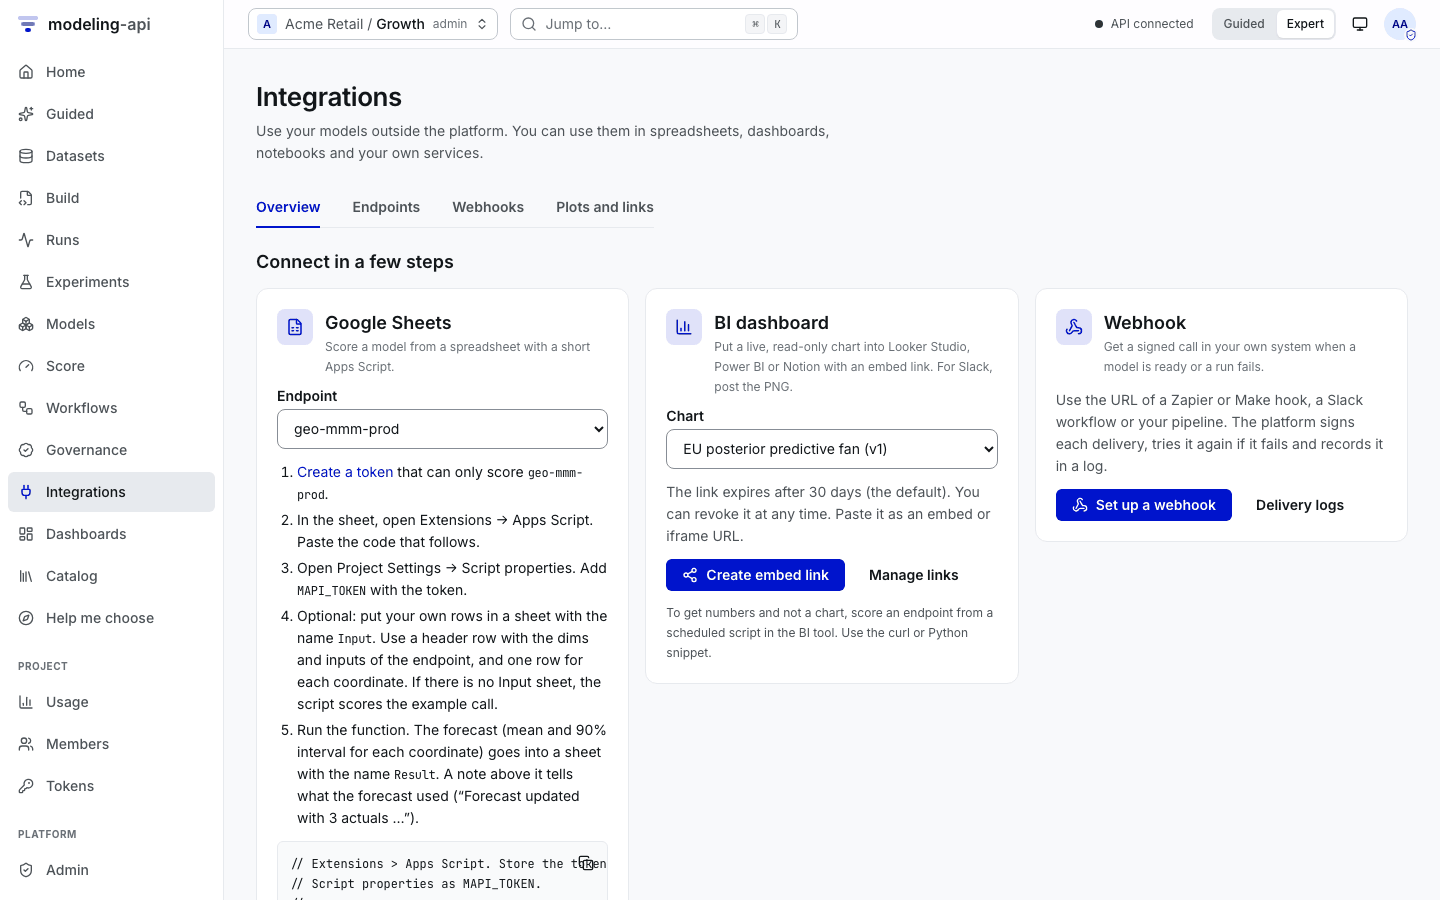 modeling-api
Acme Retail / Growth admin
Jump to...
⌘ K
API connected
Guided Expert
AA
Home
Guided
Datasets
Build
Runs
Experiments
Models
Score
Workflows
Governance
Integrations
Dashboards
Catalog
Help me choose
PROJECT
Usage
Members
Tokens
PLATFORM
Admin
Integrations
Use your models outside the platform. You can use them in spreadsheets, dashboards,
notebooks and your own services.
Overview Endpoints Webhooks Plots and links
Connect in a few steps
Google Sheets
Score a model from a spreadsheet with a short
Apps Script.
Endpoint
geo-mmm-prod
1. Create a token that can only score geo-mmm-
prod.
2. In the sheet, open Extensions → Apps Script.
Paste the code that follows.
3. Open Project Settings → Script properties. Add
MAPI_TOKEN with the token.
4. Optional: put your own rows in a sheet with the
name Input. Use a header row with the dims
and inputs of the endpoint, and one row for
each coordinate. If there is no Input sheet, the
script scores the example call.
5. Run the function. The forecast (mean and 90%
interval for each coordinate) goes into a sheet
with the name Result. A note above it tells
what the forecast used (“Forecast updated
with 3 actuals ...”).
// Extensions > Apps Script. Store the token
// Script properties as MAPI_TOKEN.
//
BI dashboard
Put a live, read-only chart into Looker Studio,
Power BI or Notion with an embed link. For Slack,
post the PNG.
Chart
EU posterior predictive fan (v1)
The link expires after 30 days (the default). You
can revoke it at any time. Paste it as an embed or
iframe URL.
Create embed link Manage links
To get numbers and not a chart, score an endpoint from a
scheduled script in the BI tool. Use the curl or Python
snippet.
Webhook
Get a signed call in your own system when a
model is ready or a run fails.
Use the URL of a Zapier or Make hook, a Slack
workflow or your pipeline. The platform signs
each delivery, tries it again if it fails and records it
in a log.
Set up a webhook Delivery logs